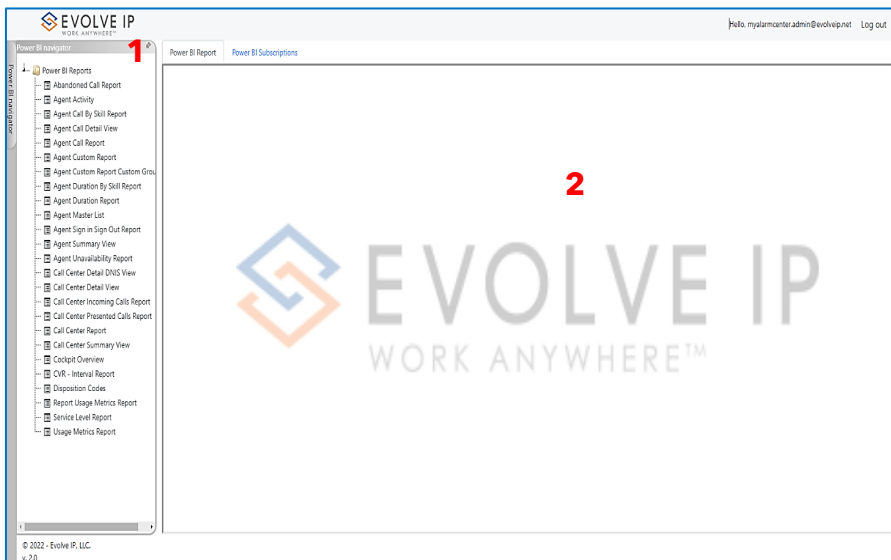 EVOLVE IP
WORK ANYWHERE™
Hello, myalarmcenter.admin@evolveip.net Log out
Power BI navigator
1
Power BI navigator
Power BI Report Power BI Subscriptions
Power BI Reports
Abandoned Call Report
Agent Activity
Agent Call By Skill Report
Agent Call Detail View
Agent Call Report
Agent Custom Report
Agent Custom Report Custom Grou
Agent Duration By Skill Report
Agent Duration Report
Agent Master List
Agent Sign in Sign Out Report
Agent Summary View
Agent Unavailability Report
Call Center Detail DNIS View
Call Center Detail View
Call Center Incoming Calls Report
Call Center Presented Calls Report
Call Center Report
Call Center Summary View
Cockpit Overview
CVR - Interval Report
Disposition Codes
Report Usage Metrics Report
Service Level Report
Usage Metrics Report
2
EVOLVE IP
WORK ANYWHERE™
© 2022 - Evolve IP, LLC.
v. 2.0